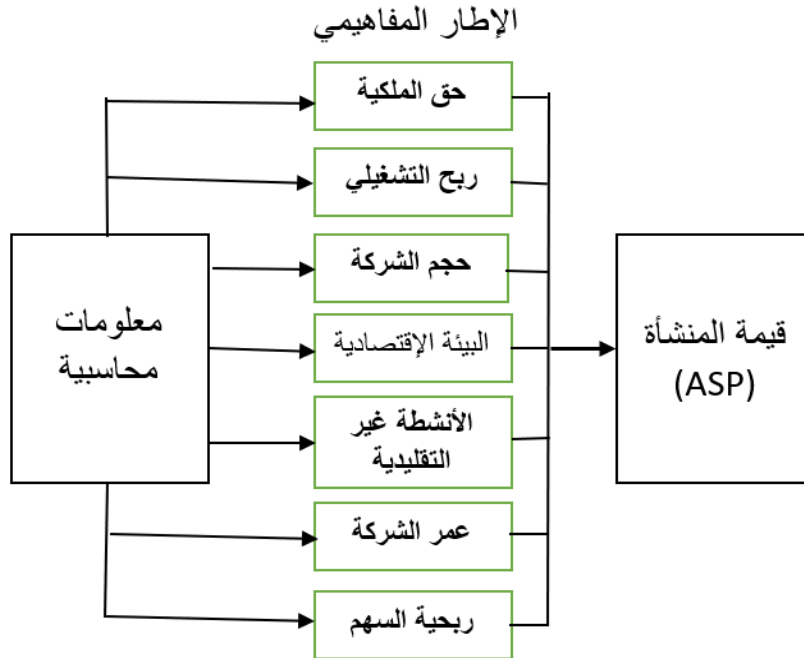 الإطار المفاهيمي
حق الملكية
ربح التشغيلي
حجم الشركة
البيئة الإقتصادية
الأنشطة غير
التقليدية
عمر الشركة
ربحية السهم
معلومات
محاسبية
قيمة المنشأة
(ASP)